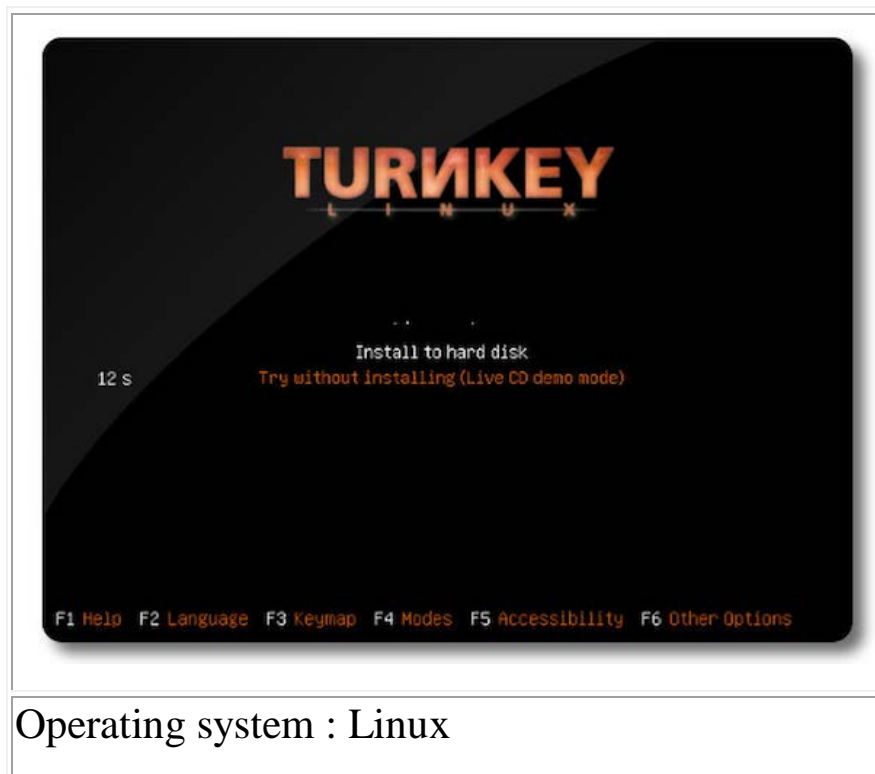 TURNKEY
LINUX
Install to hard disk
12 s
Try without installing (Live CD demo mode)
F1 Help F2 Language F3 Keymap F4 Modes F5 Accessibility F6 Other Options
Operating system : Linux